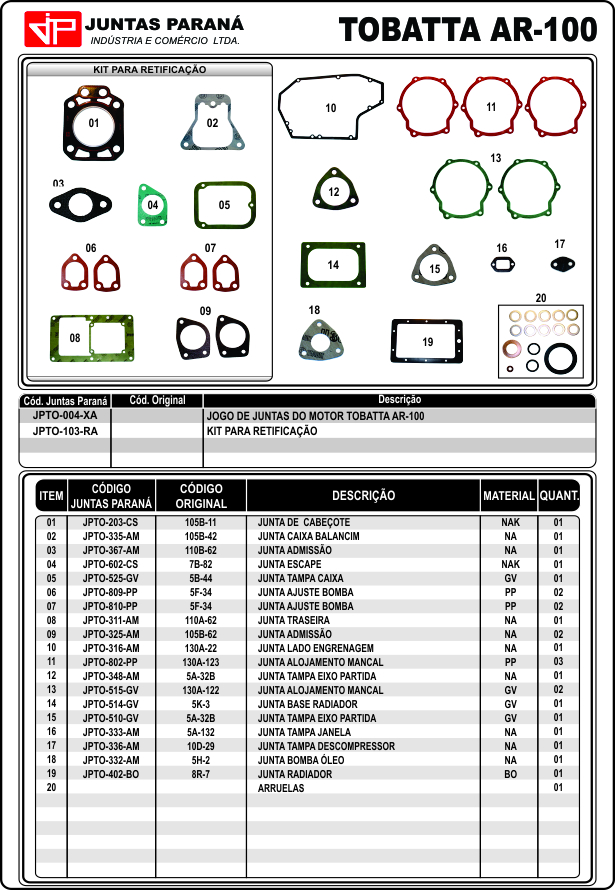 JP JUNTAS PARANÁ
INDÚSTRIA E COMÉRCIO LTDA.
TOBATTA AR-100
KIT PARA RETIFICAÇÃO
01
02
10
11
03
04
05
12
13
06
07
14
15
16
17
08
09
18
19
20
Cód. Juntas Paraná Cód. Original Descrição
JPTO-004-XA JOGO DE JUNTAS DO MOTOR TOBATTA AR-100
JPTO-103-RA KIT PARA RETIFICAÇÃO
ITEM CÓDIGO JUNTAS PARANÁ CÓDIGO ORIGINAL DESCRIÇÃO MATERIAL QUANT.
01 JPTO-203-CS 105B-11 JUNTA DE CABEÇOTE NAK 01
02 JPTO-335-AM 105B-42 JUNTA CAIXA BALANCIM NA 01
03 JPTO-367-AM 110B-62 JUNTA ADMISSÃO NA 01
04 JPTO-602-CS 7B-82 JUNTA ESCAPE NAK 01
05 JPTO-525-GV 5B-44 JUNTA TAMPA CAIXA GV 01
06 JPTO-809-PP 5F-34 JUNTA AJUSTE BOMBA PP 02
07 JPTO-810-PP 5F-34 JUNTA AJUSTE BOMBA PP 02
08 JPTO-311-AM 110A-62 JUNTA TRASEIRA NA 01
09 JPTO-325-AM 105B-62 JUNTA ADMISSÃO NA 02
10 JPTO-316-AM 130A-22 JUNTA LADO ENGRENAGEM NA 01
11 JPTO-802-PP 130A-123 JUNTA ALOJAMENTO MANCAL PP 03
12 JPTO-348-AM 5A-32B JUNTA TAMPA EIXO PARTIDA NA 01
13 JPTO-515-GV 130A-122 JUNTA ALOJAMENTO MANCAL GV 02
14 JPTO-514-GV 5K-3 JUNTA BASE RADIADOR GV 01
15 JPTO-510-GV 5A-32B JUNTA TAMPA EIXO PARTIDA GV 01
16 JPTO-333-AM 5A-132 JUNTA TAMPA JANELA NA 01
17 JPTO-336-AM 10D-29 JUNTA TAMPA DESCOMPRESSOR NA 01
18 JPTO-332-AM 5H-2 JUNTA BOMBA ÓLEO NA 01
19 JPTO-402-BO 8R-7 JUNTA RADIADOR BO 01
20 ARRUELAS 01